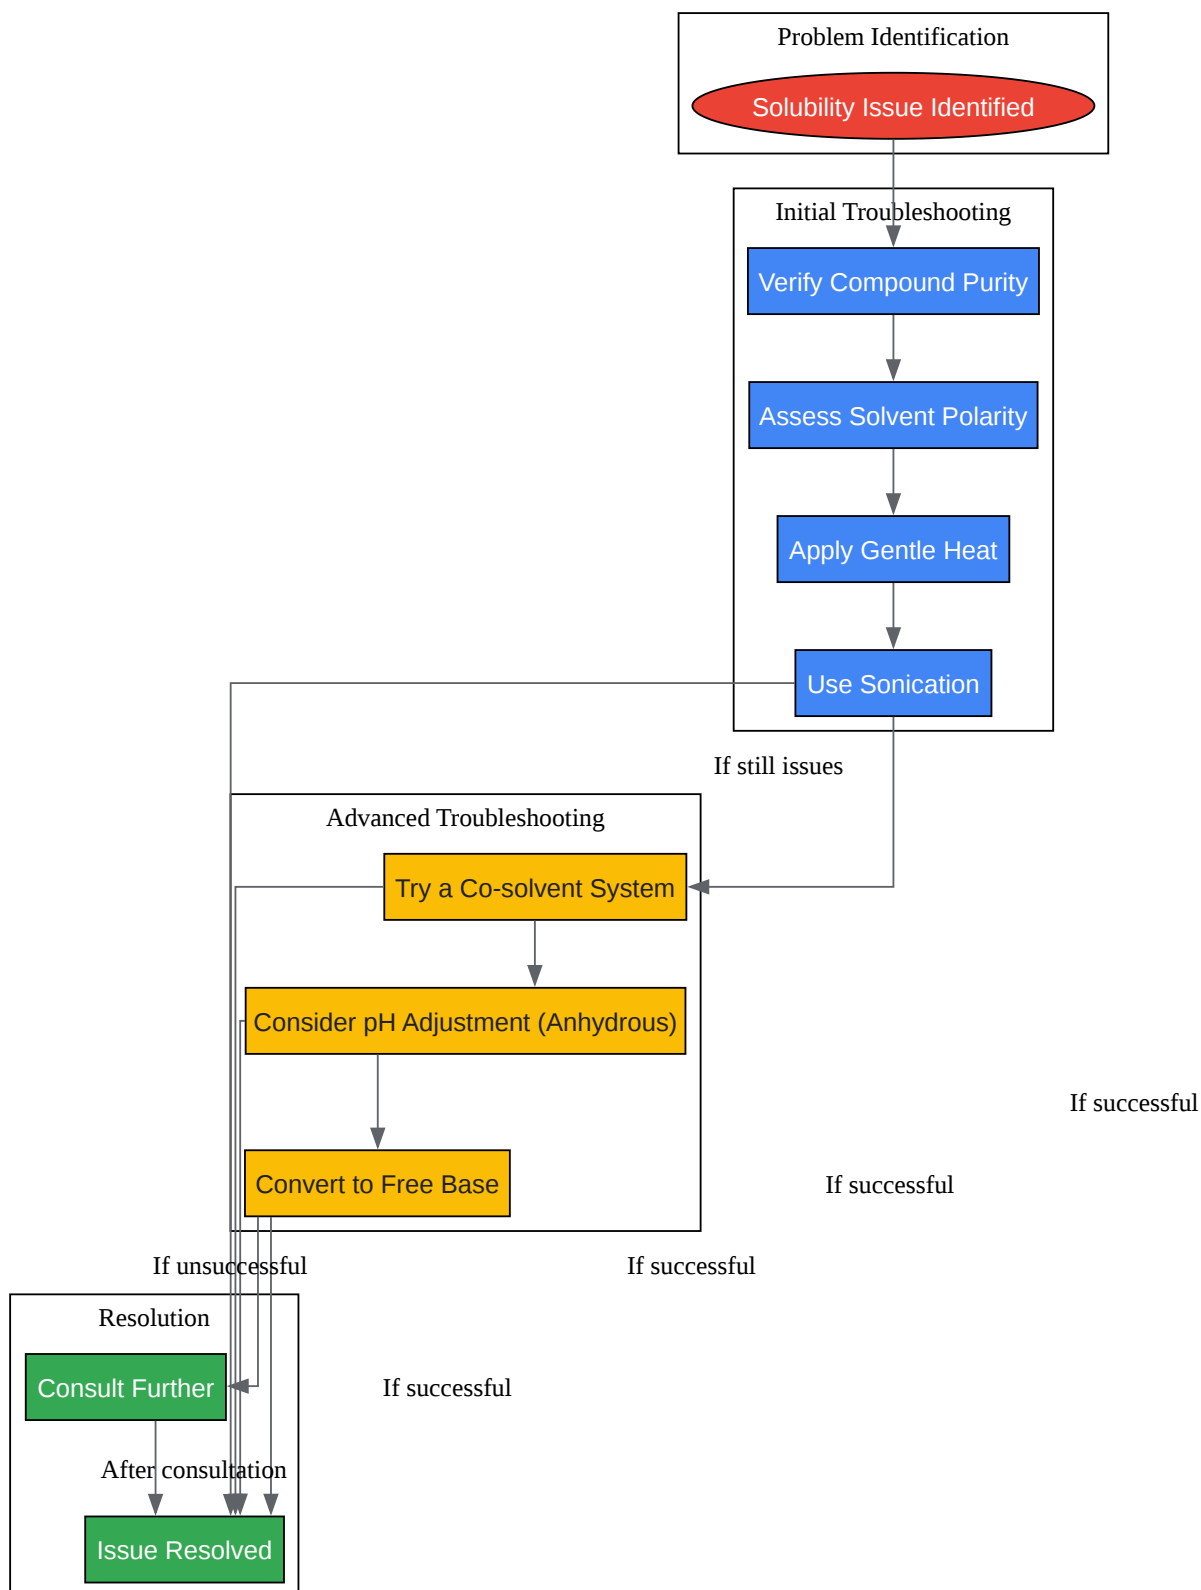 Problem Identification
Solubility Issue Identified
Initial Troubleshooting
Verify Compound Purity
Assess Solvent Polarity
Apply Gentle Heat
Use Sonication
If still issues
Advanced Troubleshooting
Try a Co-solvent System
Consider pH Adjustment (Anhydrous)
If successful
Convert to Free Base
If successful
If unsuccessful
If successful
Resolution
Consult Further
If successful
After consultation
Issue Resolved